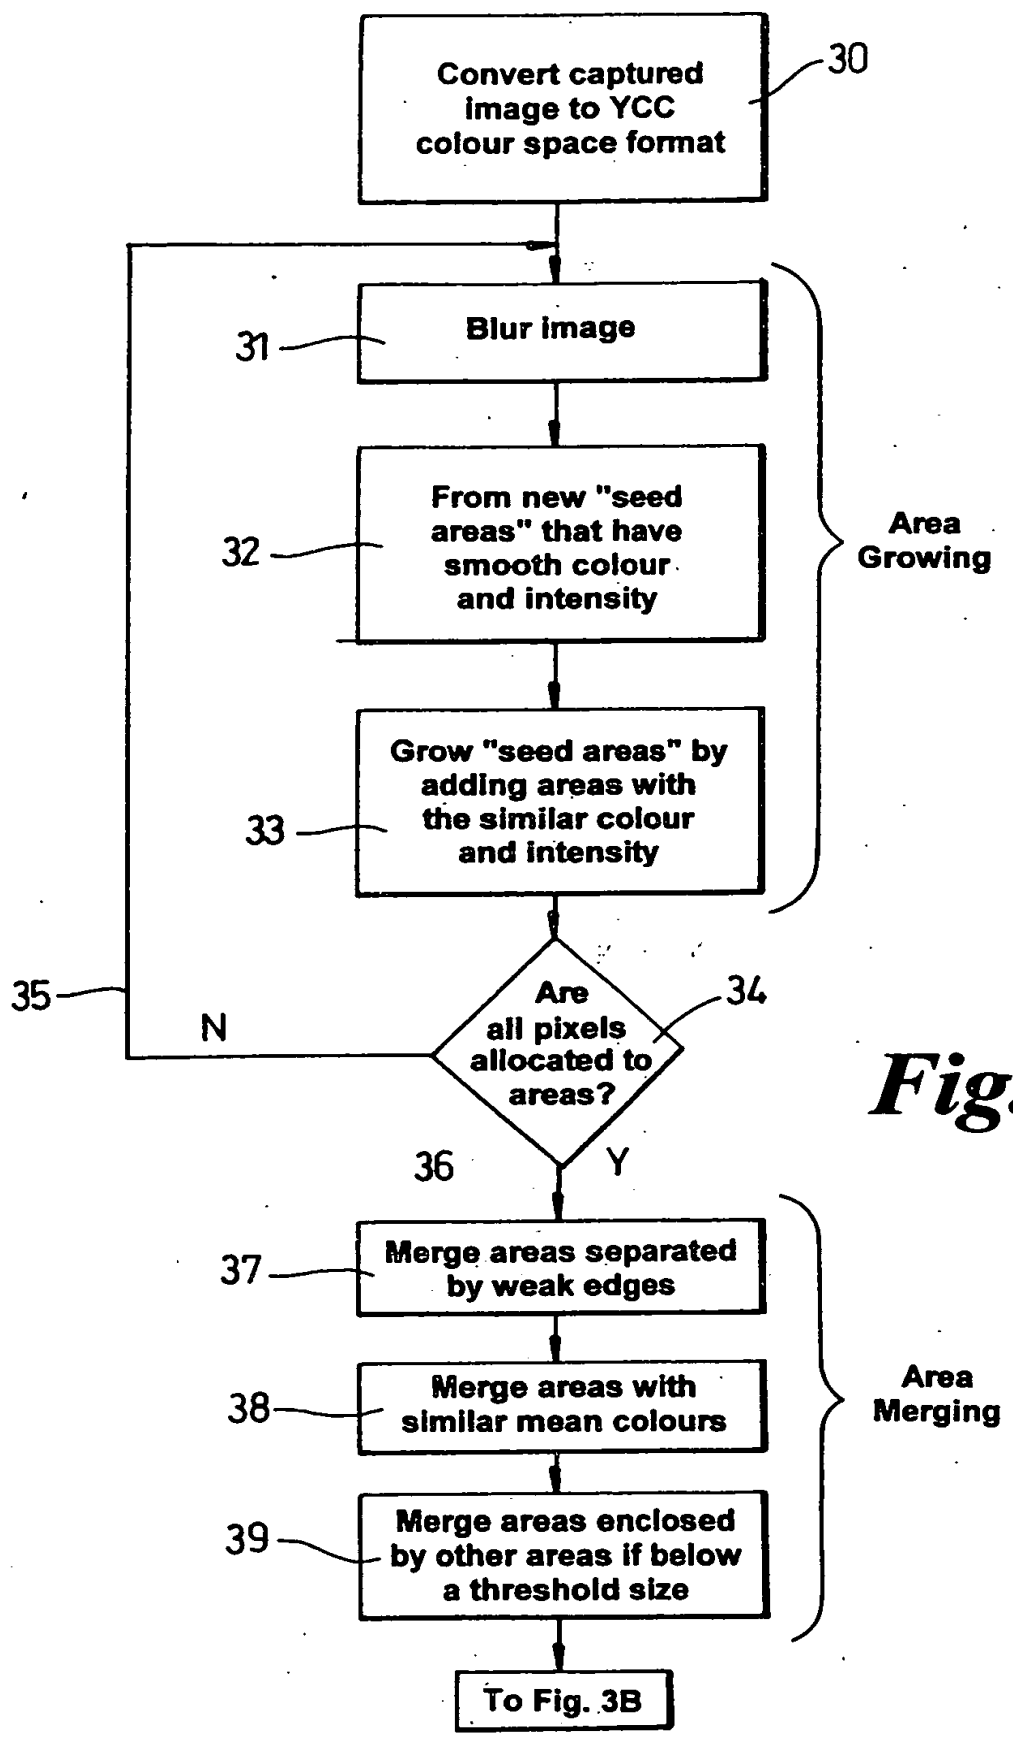 Convert captured
image to YCC
colour space format
30
Blur image
31
From new "seed
areas" that have
smooth colour
and intensity
32
Area
Growing
Grow "seed areas" by
adding areas with
the similar colour
and intensity
33
Are
all pixels
allocated to
areas?
34
35
N
Fig.
36
Y
Merge areas separated
by weak edges
37
Merge areas with
similar mean colours
38
Area
Merging
Merge areas enclosed
by other areas if below
a threshold size
39
To Fig. 3B